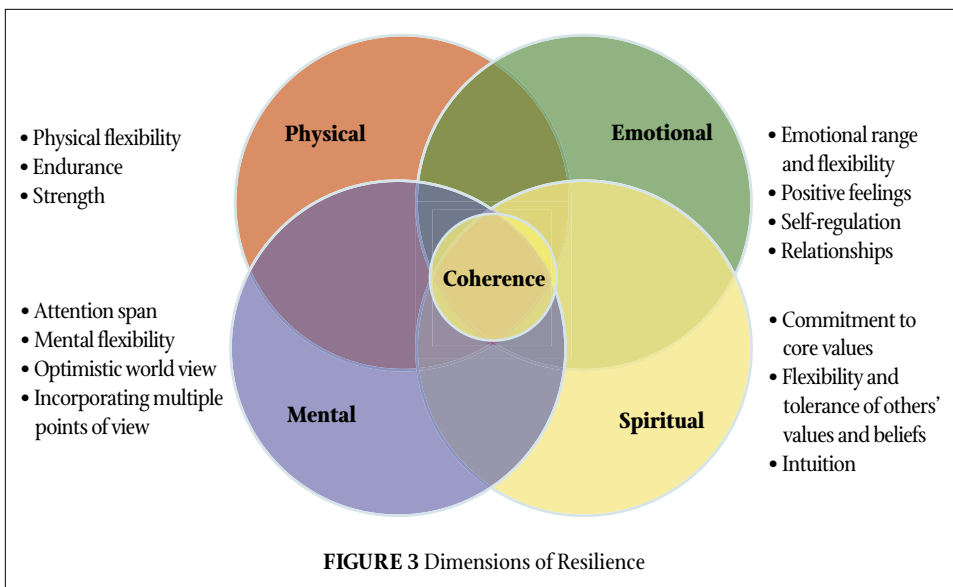 Physical
• Physical flexibility
• Endurance
• Strength
Emotional
• Emotional range
and flexibility
• Positive feelings
• Self-regulation
• Relationships
Coherence
Mental
• Attention span
• Mental flexibility
• Optimistic world view
• Incorporating multiple
points of view
Spiritual
• Commitment to
core values
• Flexibility and
tolerance of others’
values and beliefs
• Intuition
FIGURE 3 Dimensions of Resilience